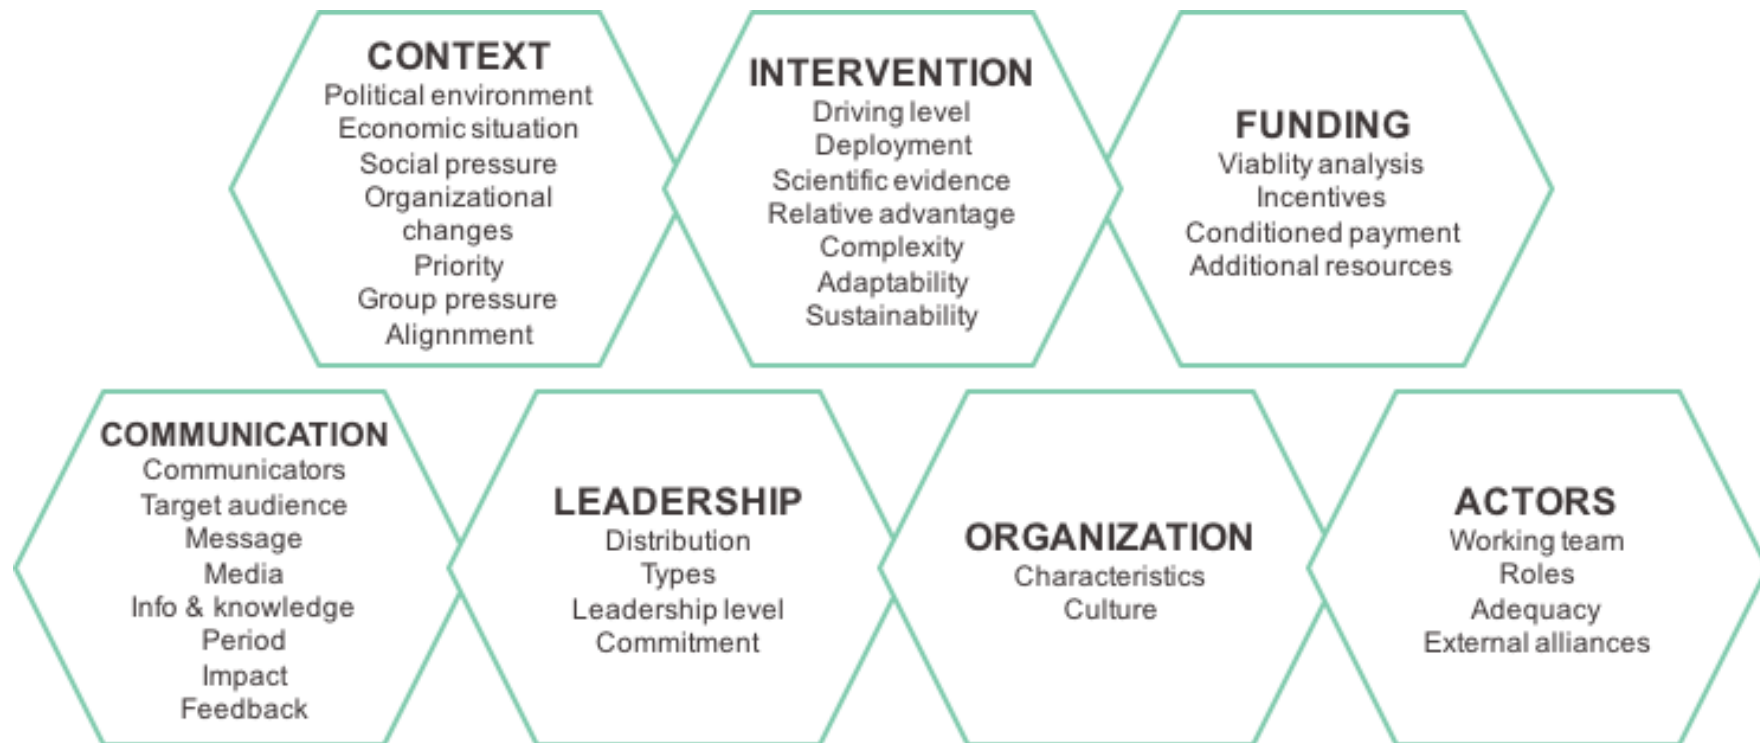 CONTEXT
Political environment
Economic situation
Social pressure
Organizational
changes
Priority
Group pressure
Alignnment
INTERVENTION
Driving level
Deployment
Scientific evidence
Relative advantage
Complexity
Adaptability
Sustainability
FUNDING
Viablity analysis
Incentives
Conditioned payment
Additional resources
COMMUNICATION
Communicators
Target audience
Message
Media
Info & knowledge
Period
Impact
Feedback
LEADERSHIP
Distribution
Types
Leadership level
Commitment
ORGANIZATION
Characteristics
Culture
ACTORS
Working team
Roles
Adequacy
External alliances